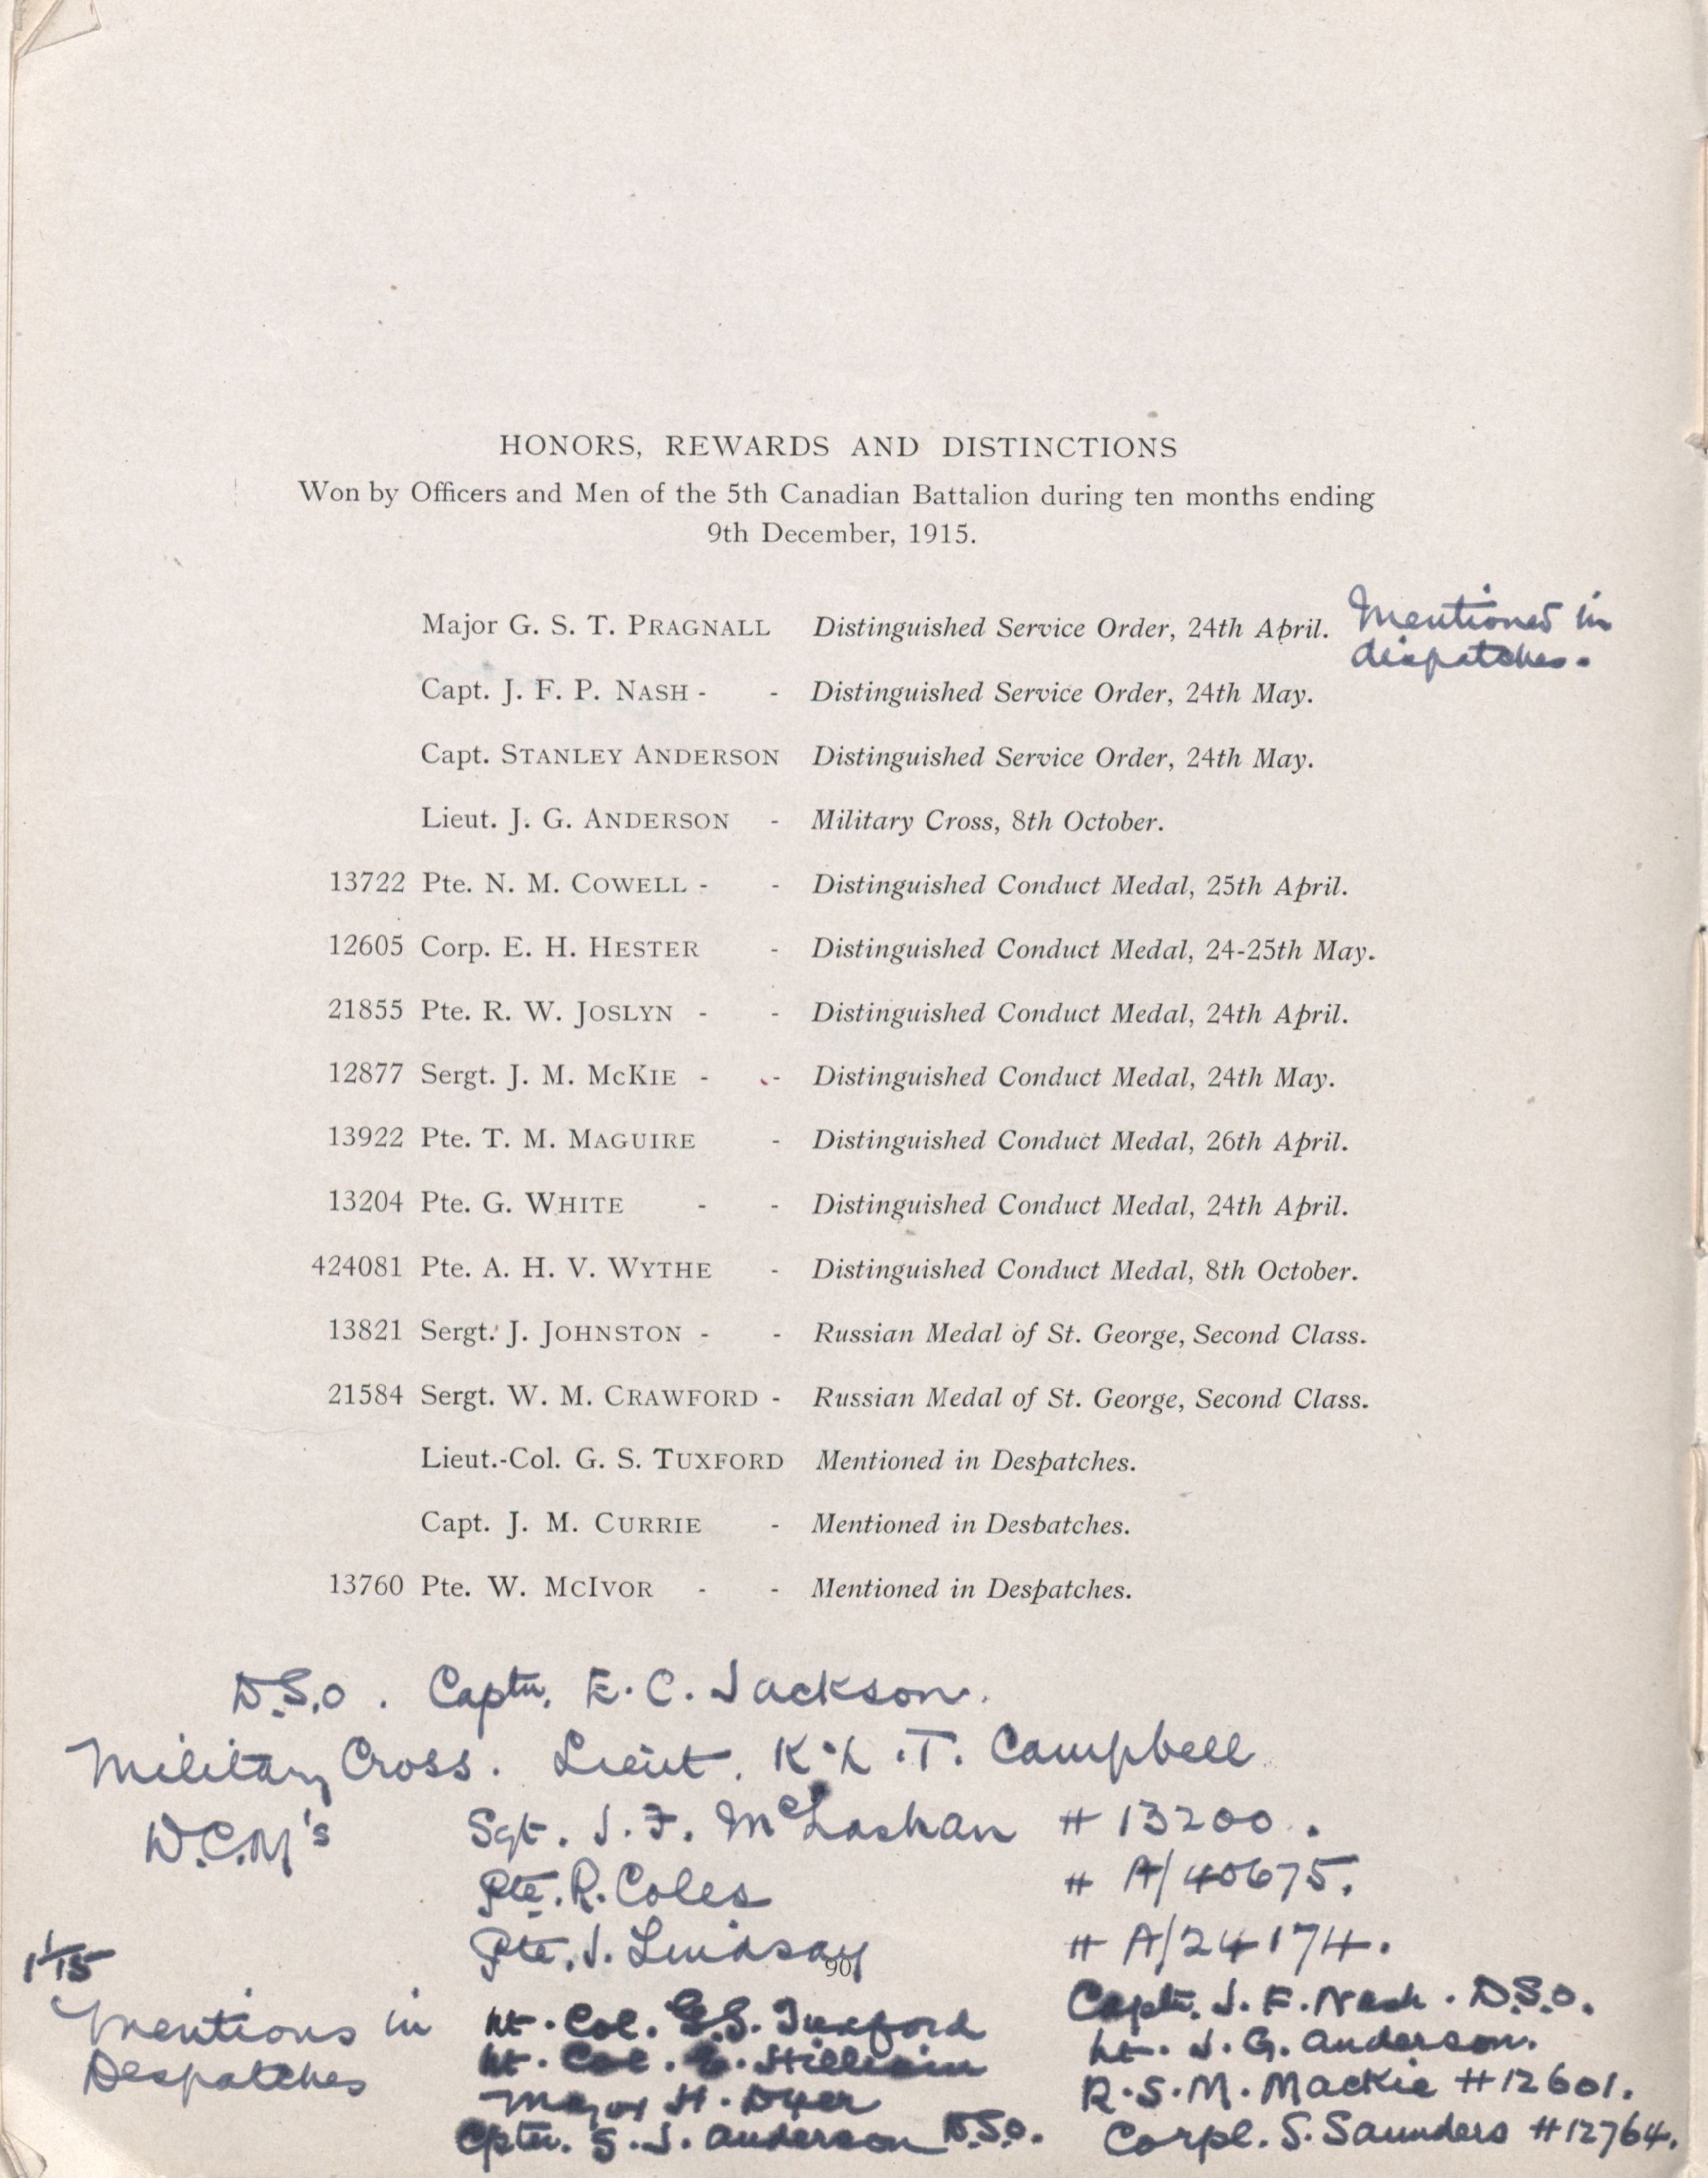 HONORS, REWARDS AND DISTINCTIONS
Won by Officers and Men of the 5th Canadian Battalion during ten months ending
9th December, 1915.
Major G. S. T. PRAGNALL Distinguished Service Order, 24th April. Mentioned in
dispatches.
Capt. J. F. P. NASH - - Distinguished Service Order, 24th May.
Capt. STANLEY ANDERSON Distinguished Service Order, 24th May.
Lieut. J. G. ANDERSON - Military Cross, 8th October.
13722 Pte. N. M. COWELL - - Distinguished Conduct Medal, 25th April.
12605 Corp. E. H. HESTER - Distinguished Conduct Medal, 24-25th May.
21855 Pte. R. W. JOSLYN - - Distinguished Conduct Medal, 24th April.
12877 Sergt. J. M. MCKIE - - Distinguished Conduct Medal, 24th May.
13922 Pte. T. M. MAGUIRE - Distinguished Conduct Medal, 26th April.
13204 Pte. G. WHITE - - Distinguished Conduct Medal, 24th April.
424081 Pte. A. H. V. WYTHE - Distinguished Conduct Medal, 8th October.
13821 Sergt. J. JOHNSTON - - Russian Medal of St. George, Second Class.
21584 Sergt. W. M. CRAWFORD - Russian Medal of St. George, Second Class.
Lieut.-Col. G. S. TUXFORD Mentioned in Despatches.
Capt. J. M. CURRIE - Mentioned in Despatches.
13760 Pte. W. MCIVOR - - Mentioned in Despatches.
D.S.O. Captn. E. C. Jackson.
Military Cross. Lieut. K. L. T. Campbell
D.C.M's Sgt. J. F. McLashan # 13200.
Pte. R. Coles # A/40675.
Pte. J. Lindsay # A/24174.
90
Mentions in Lt. Col. G.S. Tuxford Captn. J. F. Nash. D.S.O.
Despatches Lt. Col. Lt. J. G. Anderson.
Major H. Dyer R.S.M. Mackie #12601.
Cptn. S. J. Anderson D.S.O. Corpl. S. Saunders #12764.